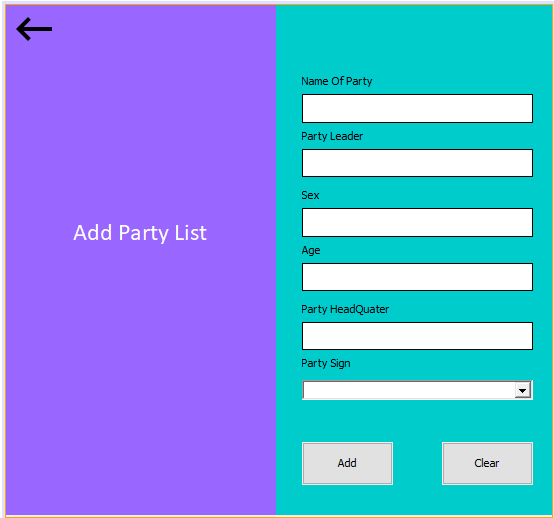 Add Party List
Name Of Party
Party Leader
Sex
Age
Party HeadQuater
Party Sign
Add
Clear